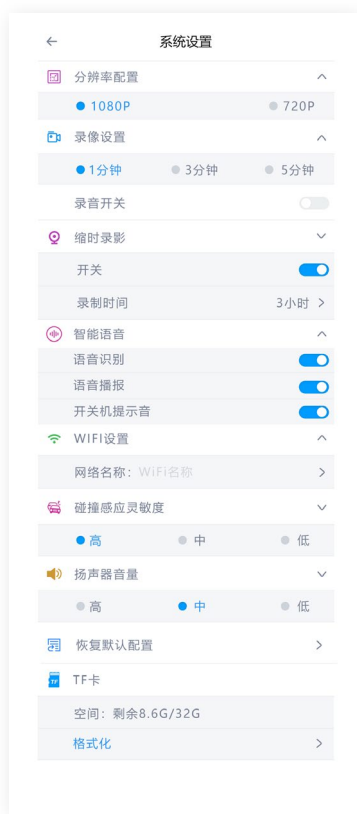 系统设置
分辨率配置
1080P 720P
录像设置
1分钟 3分钟 5分钟
录音开关
缩时录影
开关
录制时间 3小时
智能语音
语音识别
语音播报
开关机提示音
WIFI设置
网络名称：WiFi名称
碰撞感应灵敏度
高 中 低
扬声器音量
高 中 低
恢复默认配置
TF TF卡
空间：剩余8.6G/32G
格式化